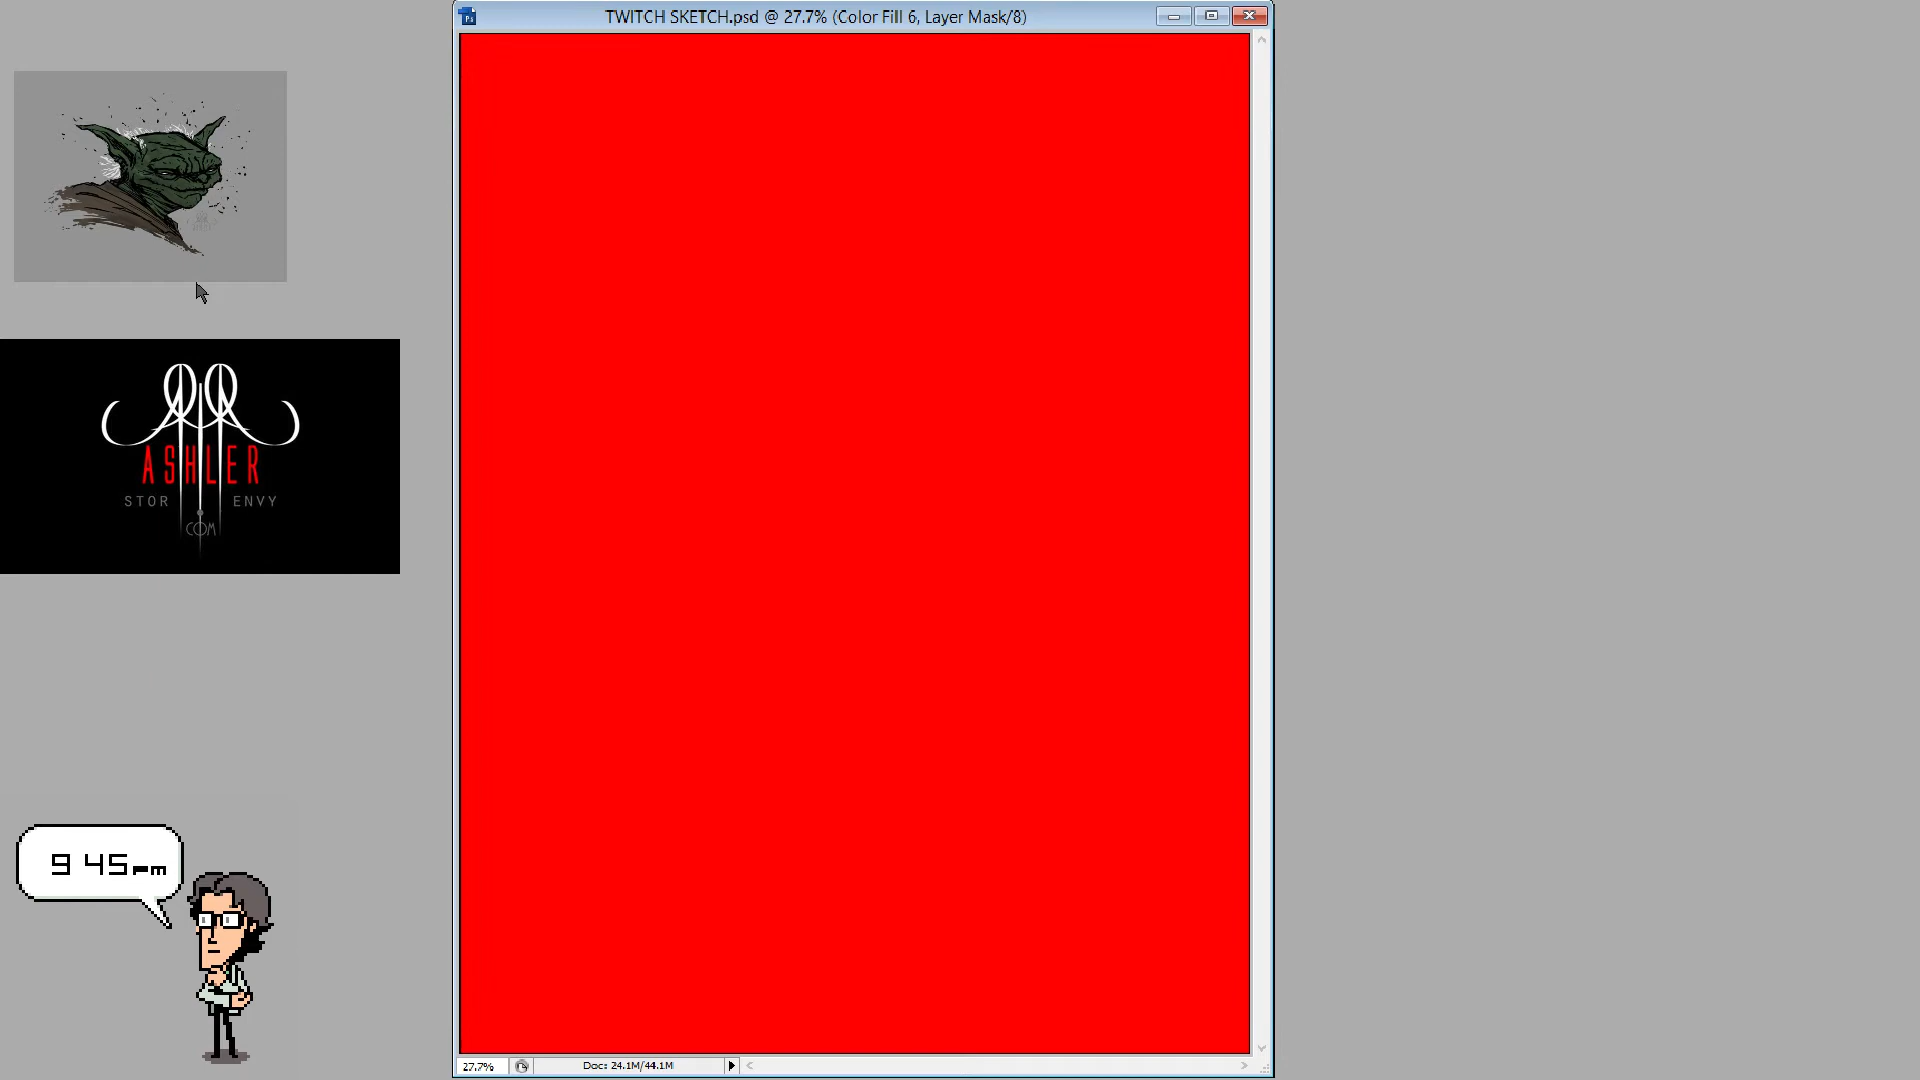 TWITCH SKETCH.psd @ 27.7% (Color Fill 6, Layer Mask/8)
Ps
ASHLER
STOR ENVY
COM
9 45pm
27.7%
Doc: 24.1M/44.1M